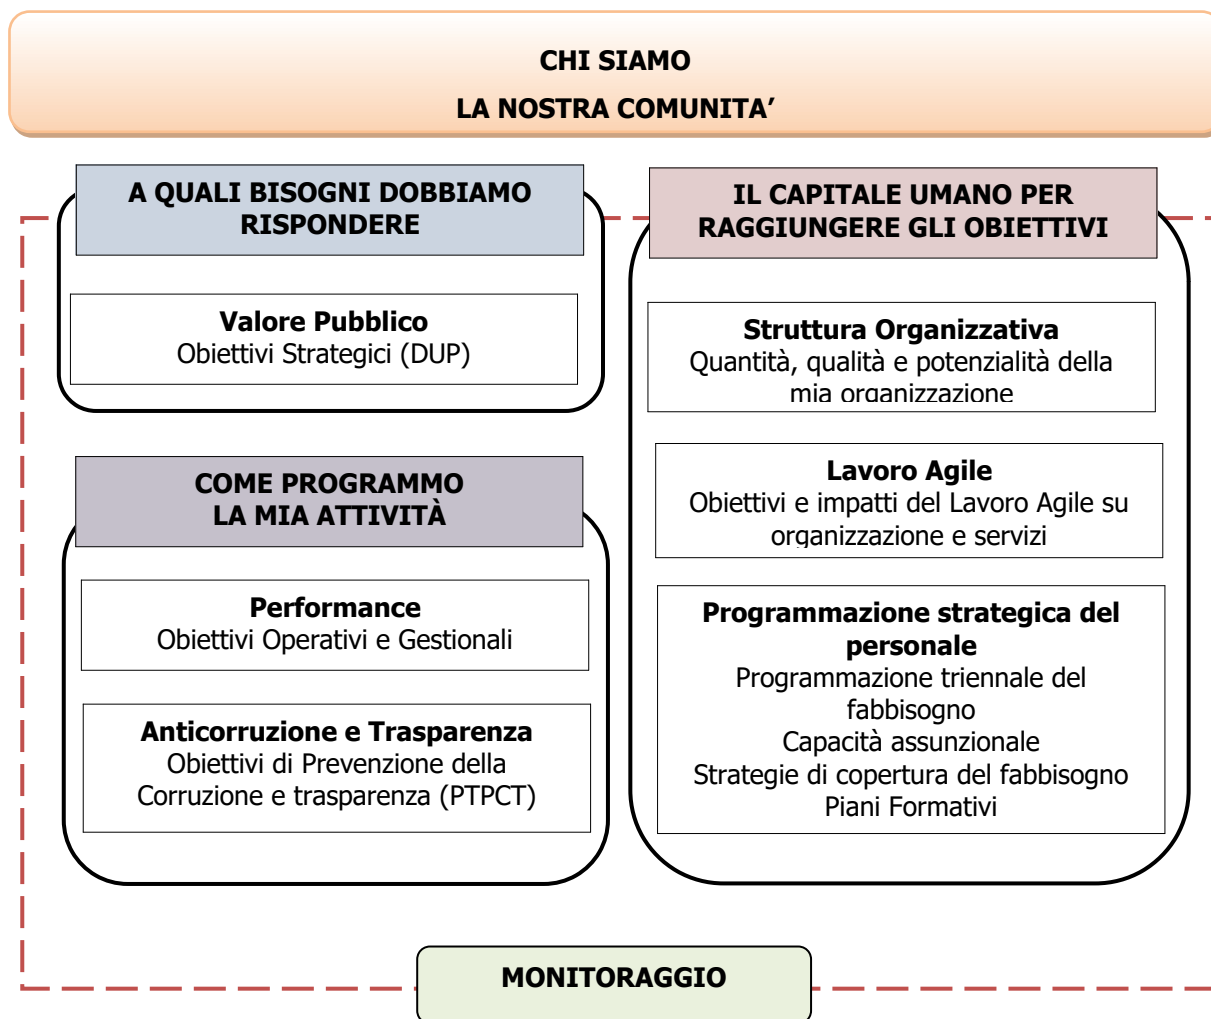 CHI SIAMO
LA NOSTRA COMUNITA’
A QUALI BISOGNI DOBBIAMO
RISPONDERE
Valore Pubblico
Obiettivi Strategici (DUP)
COME PROGRAMMO
LA MIA ATTIVITÀ
Performance
Obiettivi Operativi e Gestionali
Anticorruzione e Trasparenza
Obiettivi di Prevenzione della
Corruzione e trasparenza (PTPCT)
IL CAPITALE UMANO PER
RAGGIUNGERE GLI OBIETTIVI
Struttura Organizzativa
Quantità, qualità e potenzialità della
mia organizzazione
Lavoro Agile
Obiettivi e impatti del Lavoro Agile su
organizzazione e servizi
Programmazione strategica del
personale
Programmazione triennale del
fabbisogno
Capacità assunzionale
Strategie di copertura del fabbisogno
Piani Formativi
MONITORAGGIO